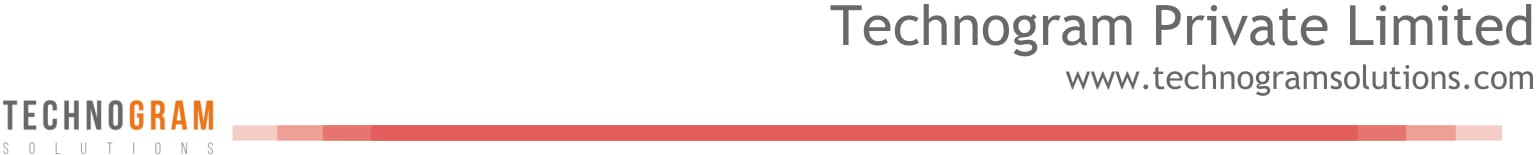 Technogram Private Limited
www.technogramsolutions.com
TECHNOGRAM
SOLUTIONS